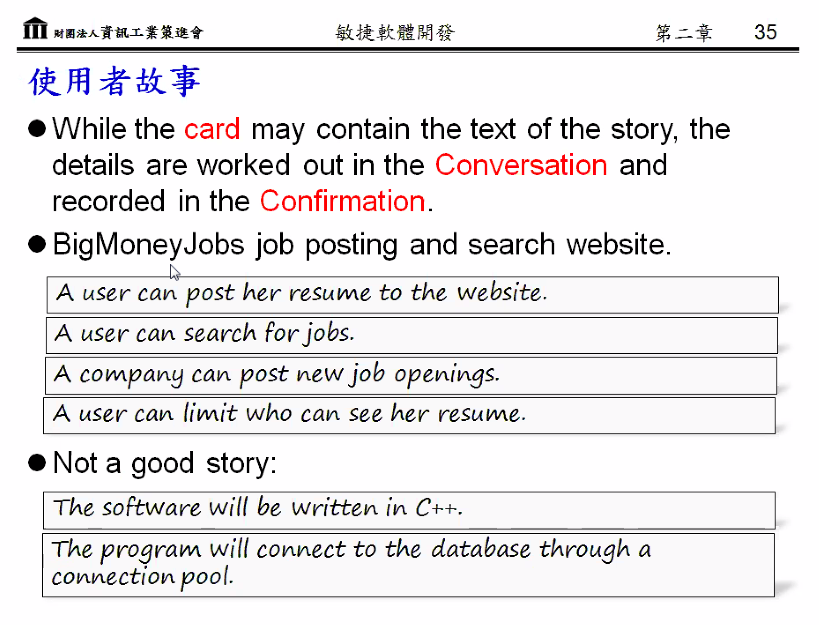 財團法人資訊工業策進會 敏捷軟體開發 第二章 35
使用者故事
●While the card may contain the text of the story, the
details are worked out in the Conversation and
recorded in the Confirmation.
●BigMoneyJobs job posting and search website.
A user can post her resume to the website.
A user can search for jobs.
A company can post new job openings.
A user can limit who can see her resume.
●Not a good story:
The software will be written in C++.
The program will connect to the database through a
connection pool.